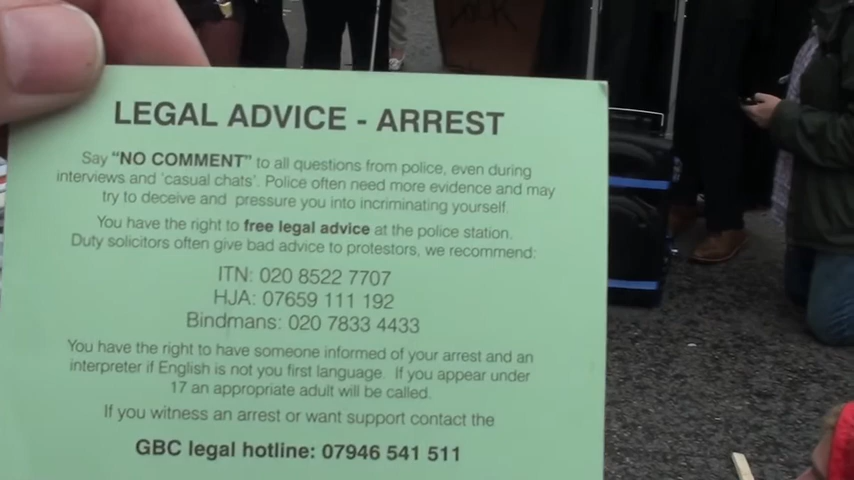 LEGAL ADVICE - ARREST
Say "NO COMMENT" to all questions from police, even during
interviews and 'casual chats'. Police often need more evidence and may
try to deceive and pressure you into incriminating yourself.
You have the right to free legal advice at the police station.
Duty solicitors often give bad advice to protestors, we recommend:
ITN: 020 8522 7707
HJA: 07659 111 192
Bindmans: 020 7833 4433
You have the right to have someone informed of your arrest and an
interpreter if English is not you first language. If you appear under
17 an appropriate adult will be called.
If you witness an arrest or want support contact the
GBC legal hotline: 07946 541 511